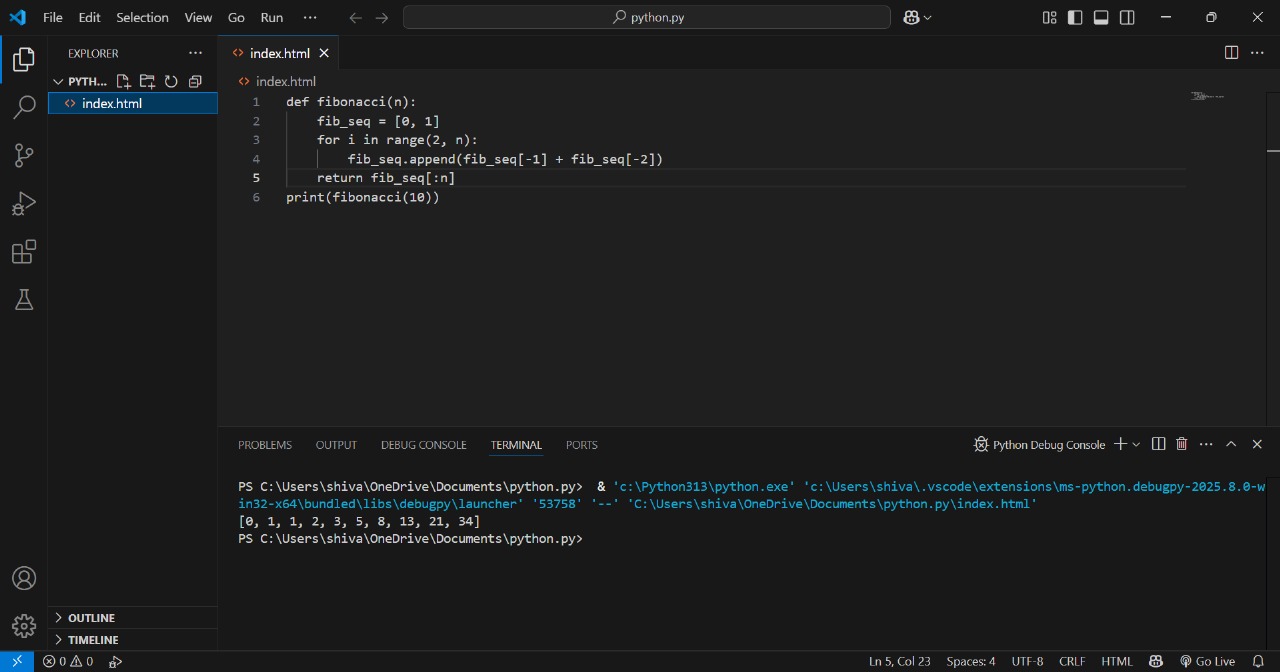 File Edit Selection View Go Run ···
python.py
EXPLORER ···
PYTH...
index.html
index.html
index.html
1 def fibonacci(n):
2     fib_seq = [0, 1]
3     for i in range(2, n):
4         fib_seq.append(fib_seq[-1] + fib_seq[-2])
5     return fib_seq[:n]
6 print(fibonacci(10))
PROBLEMS OUTPUT DEBUG CONSOLE TERMINAL PORTS
Python Debug Console
PS C:\Users\shiva\OneDrive\Documents\python.py>  & 'c:\Python313\python.exe' 'c:\Users\shiva\.vscode\extensions\ms-python.debugpy-2025.8.0-w
in32-x64\bundled\libs\debugpy\launcher' '53758' '--' 'C:\Users\shiva\OneDrive\Documents\python.py\index.html'
[0, 1, 1, 2, 3, 5, 8, 13, 21, 34]
PS C:\Users\shiva\OneDrive\Documents\python.py>
OUTLINE
TIMELINE
0 0
Ln 5, Col 23 Spaces: 4 UTF-8 CRLF HTML Go Live